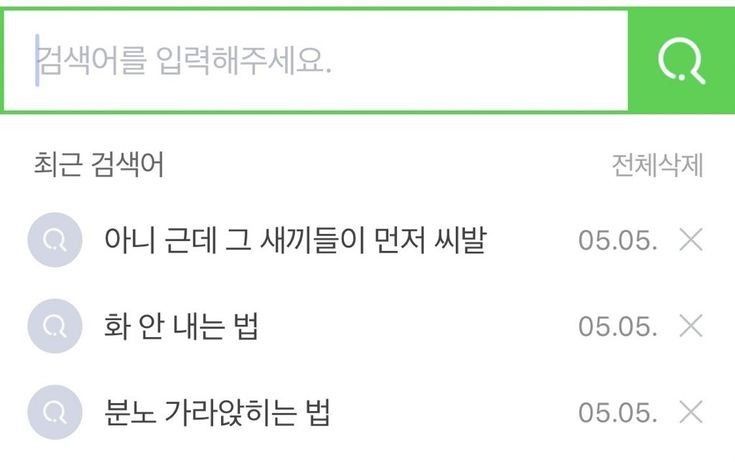 검색어를 입력해주세요.
최근 검색어 전체삭제
아니 근데 그 새끼들이 먼저 씨발 05.05.
화 안 내는 법 05.05.
분노 가라앉히는 법 05.05.